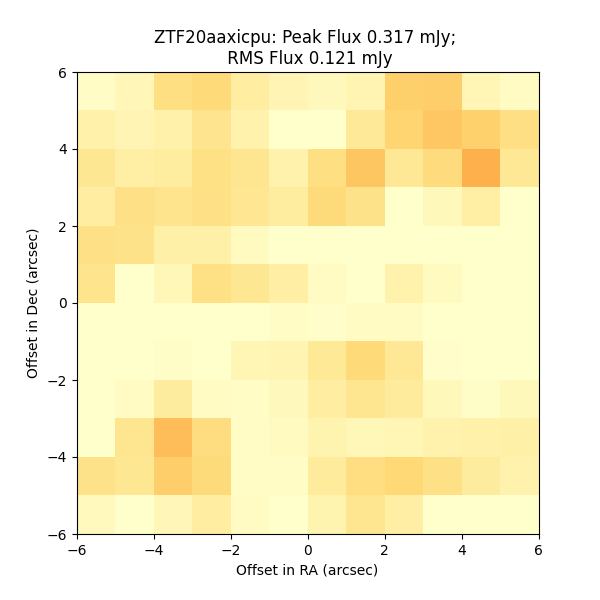 ZTF20aaxicpu: Peak Flux 0.317 mJy;
RMS Flux 0.121 mJy
6
4
2
0
−2
−4
−6
Offset in Dec (arcsec)
−6 −4 −2 0 2 4 6
Offset in RA (arcsec)